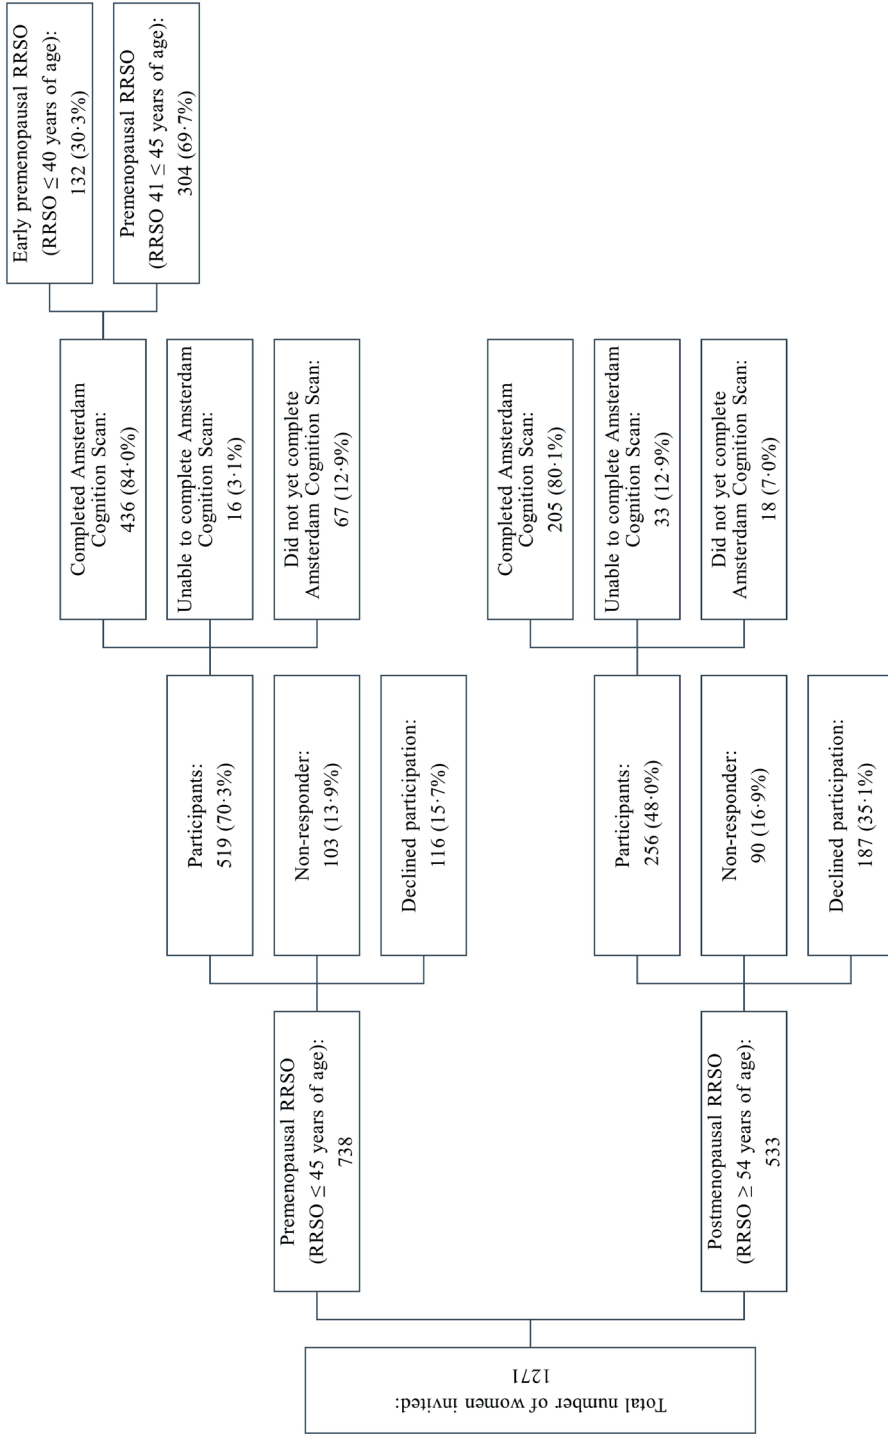 Total number of women invited:
1271
Premenopausal RRSO
(RRSO ≤ 45 years of age):
738
Participants:
519 (70·3%)
Completed Amsterdam
Cognition Scan:
436 (84·0%)
Early premenopausal RRSO
(RRSO ≤ 40 years of age):
132 (30·3%)
Premenopausal RRSO
(RRSO 41 ≤ 45 years of age):
304 (69·7%)
Unable to complete Amsterdam
Cognition Scan:
16 (3·1%)
Did not yet complete
Amsterdam Cognition Scan:
67 (12·9%)
Non-responder:
103 (13·9%)
Declined participation:
116 (15·7%)
Postmenopausal RRSO
(RRSO ≥ 54 years of age):
533
Participants:
256 (48·0%)
Completed Amsterdam
Cognition Scan:
205 (80·1%)
Unable to complete Amsterdam
Cognition Scan:
33 (12·9%)
Did not yet complete
Amsterdam Cognition Scan:
18 (7·0%)
Non-responder:
90 (16·9%)
Declined participation:
187 (35·1%)